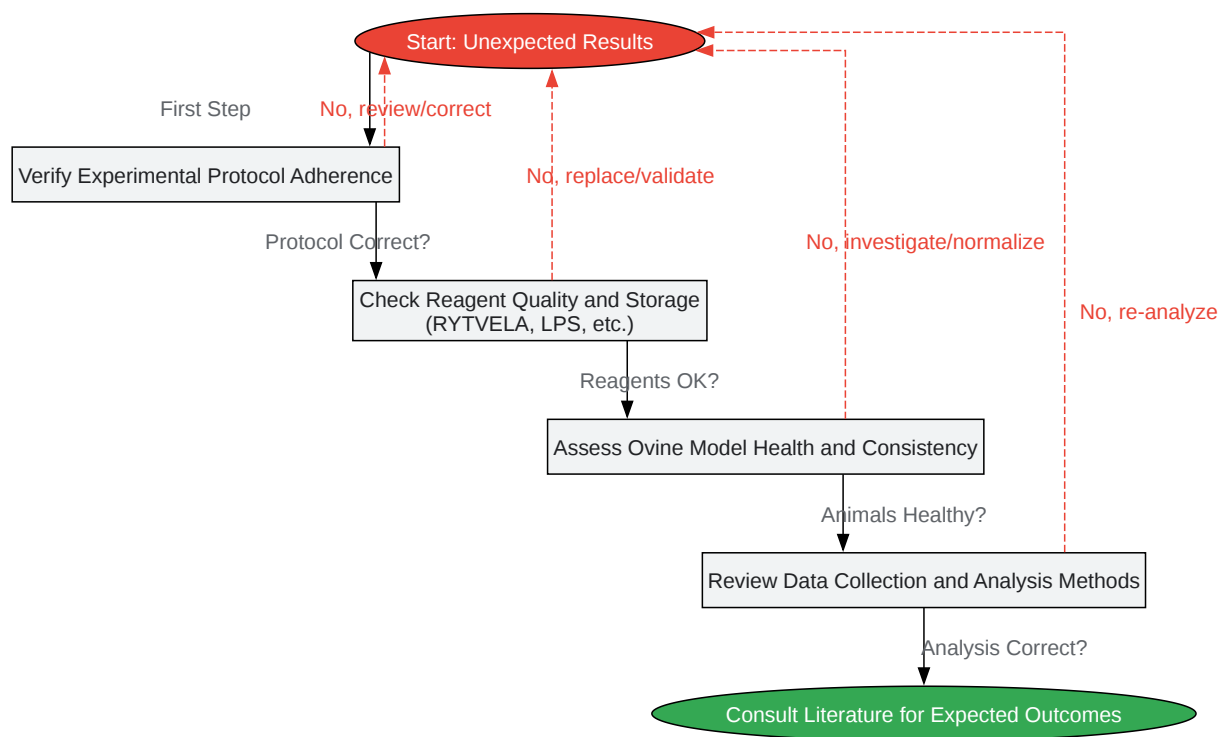 Start: Unexpected Results
First Step
No, review/correct
Verify Experimental Protocol Adherence
No, replace/validate
Protocol Correct?
No, investigate/normalize
Check Reagent Quality and Storage
(RYTVELA, LPS, etc.)
No, re-analyze
Reagents OK?
Assess Ovine Model Health and Consistency
Animals Healthy?
Review Data Collection and Analysis Methods
Analysis Correct?
Consult Literature for Expected Outcomes